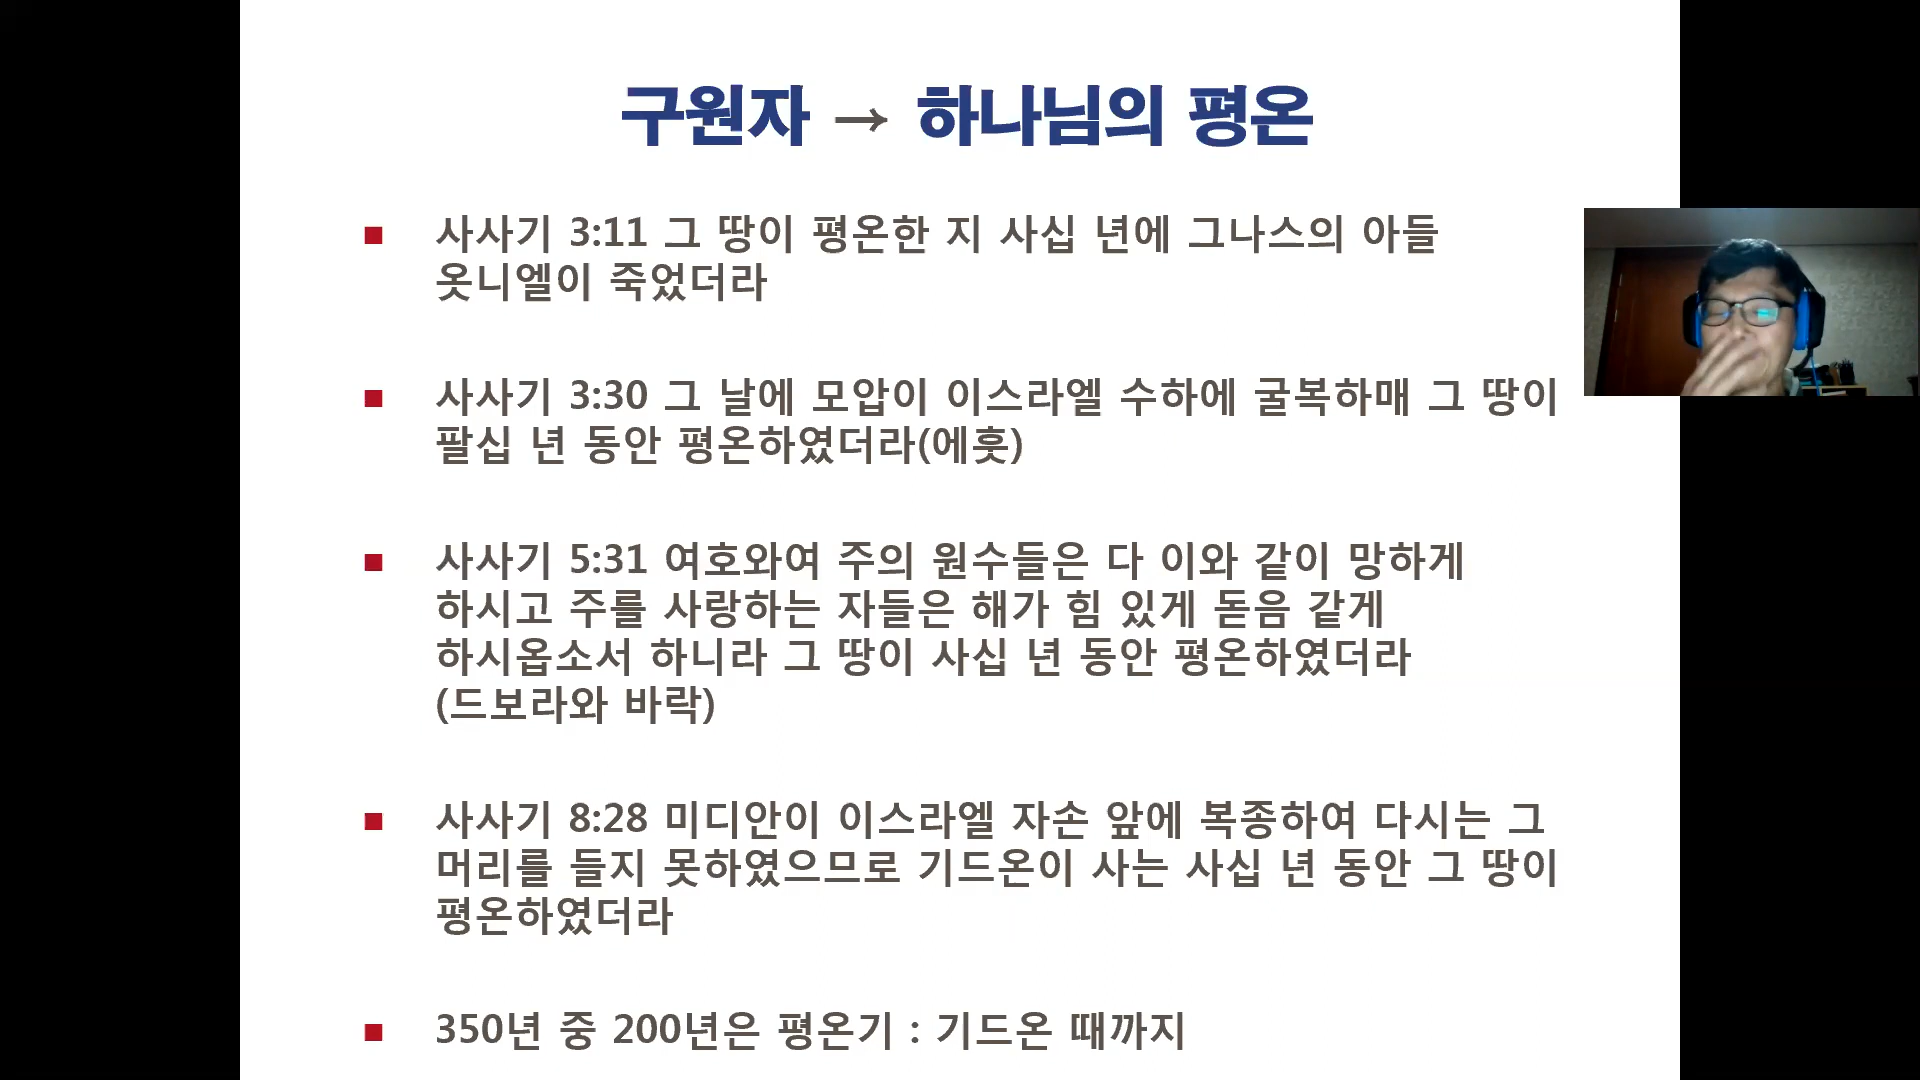 구원자 → 하나님의 평온
■ 사사기 3:11 그 땅이 평온한 지 사십 년에 그나스의 아들
옷니엘이 죽었더라
■ 사사기 3:30 그 날에 모압이 이스라엘 수하에 굴복하매 그 땅이
팔십 년 동안 평온하였더라(에훗)
■ 사사기 5:31 여호와여 주의 원수들은 다 이와 같이 망하게
하시고 주를 사랑하는 자들은 해가 힘 있게 돋음 같게
하시옵소서 하니라 그 땅이 사십 년 동안 평온하였더라
(드보라와 바락)
■ 사사기 8:28 미디안이 이스라엘 자손 앞에 복종하여 다시는 그
머리를 들지 못하였으므로 기드온이 사는 사십 년 동안 그 땅이
평온하였더라
■ 350년 중 200년은 평온기 : 기드온 때까지